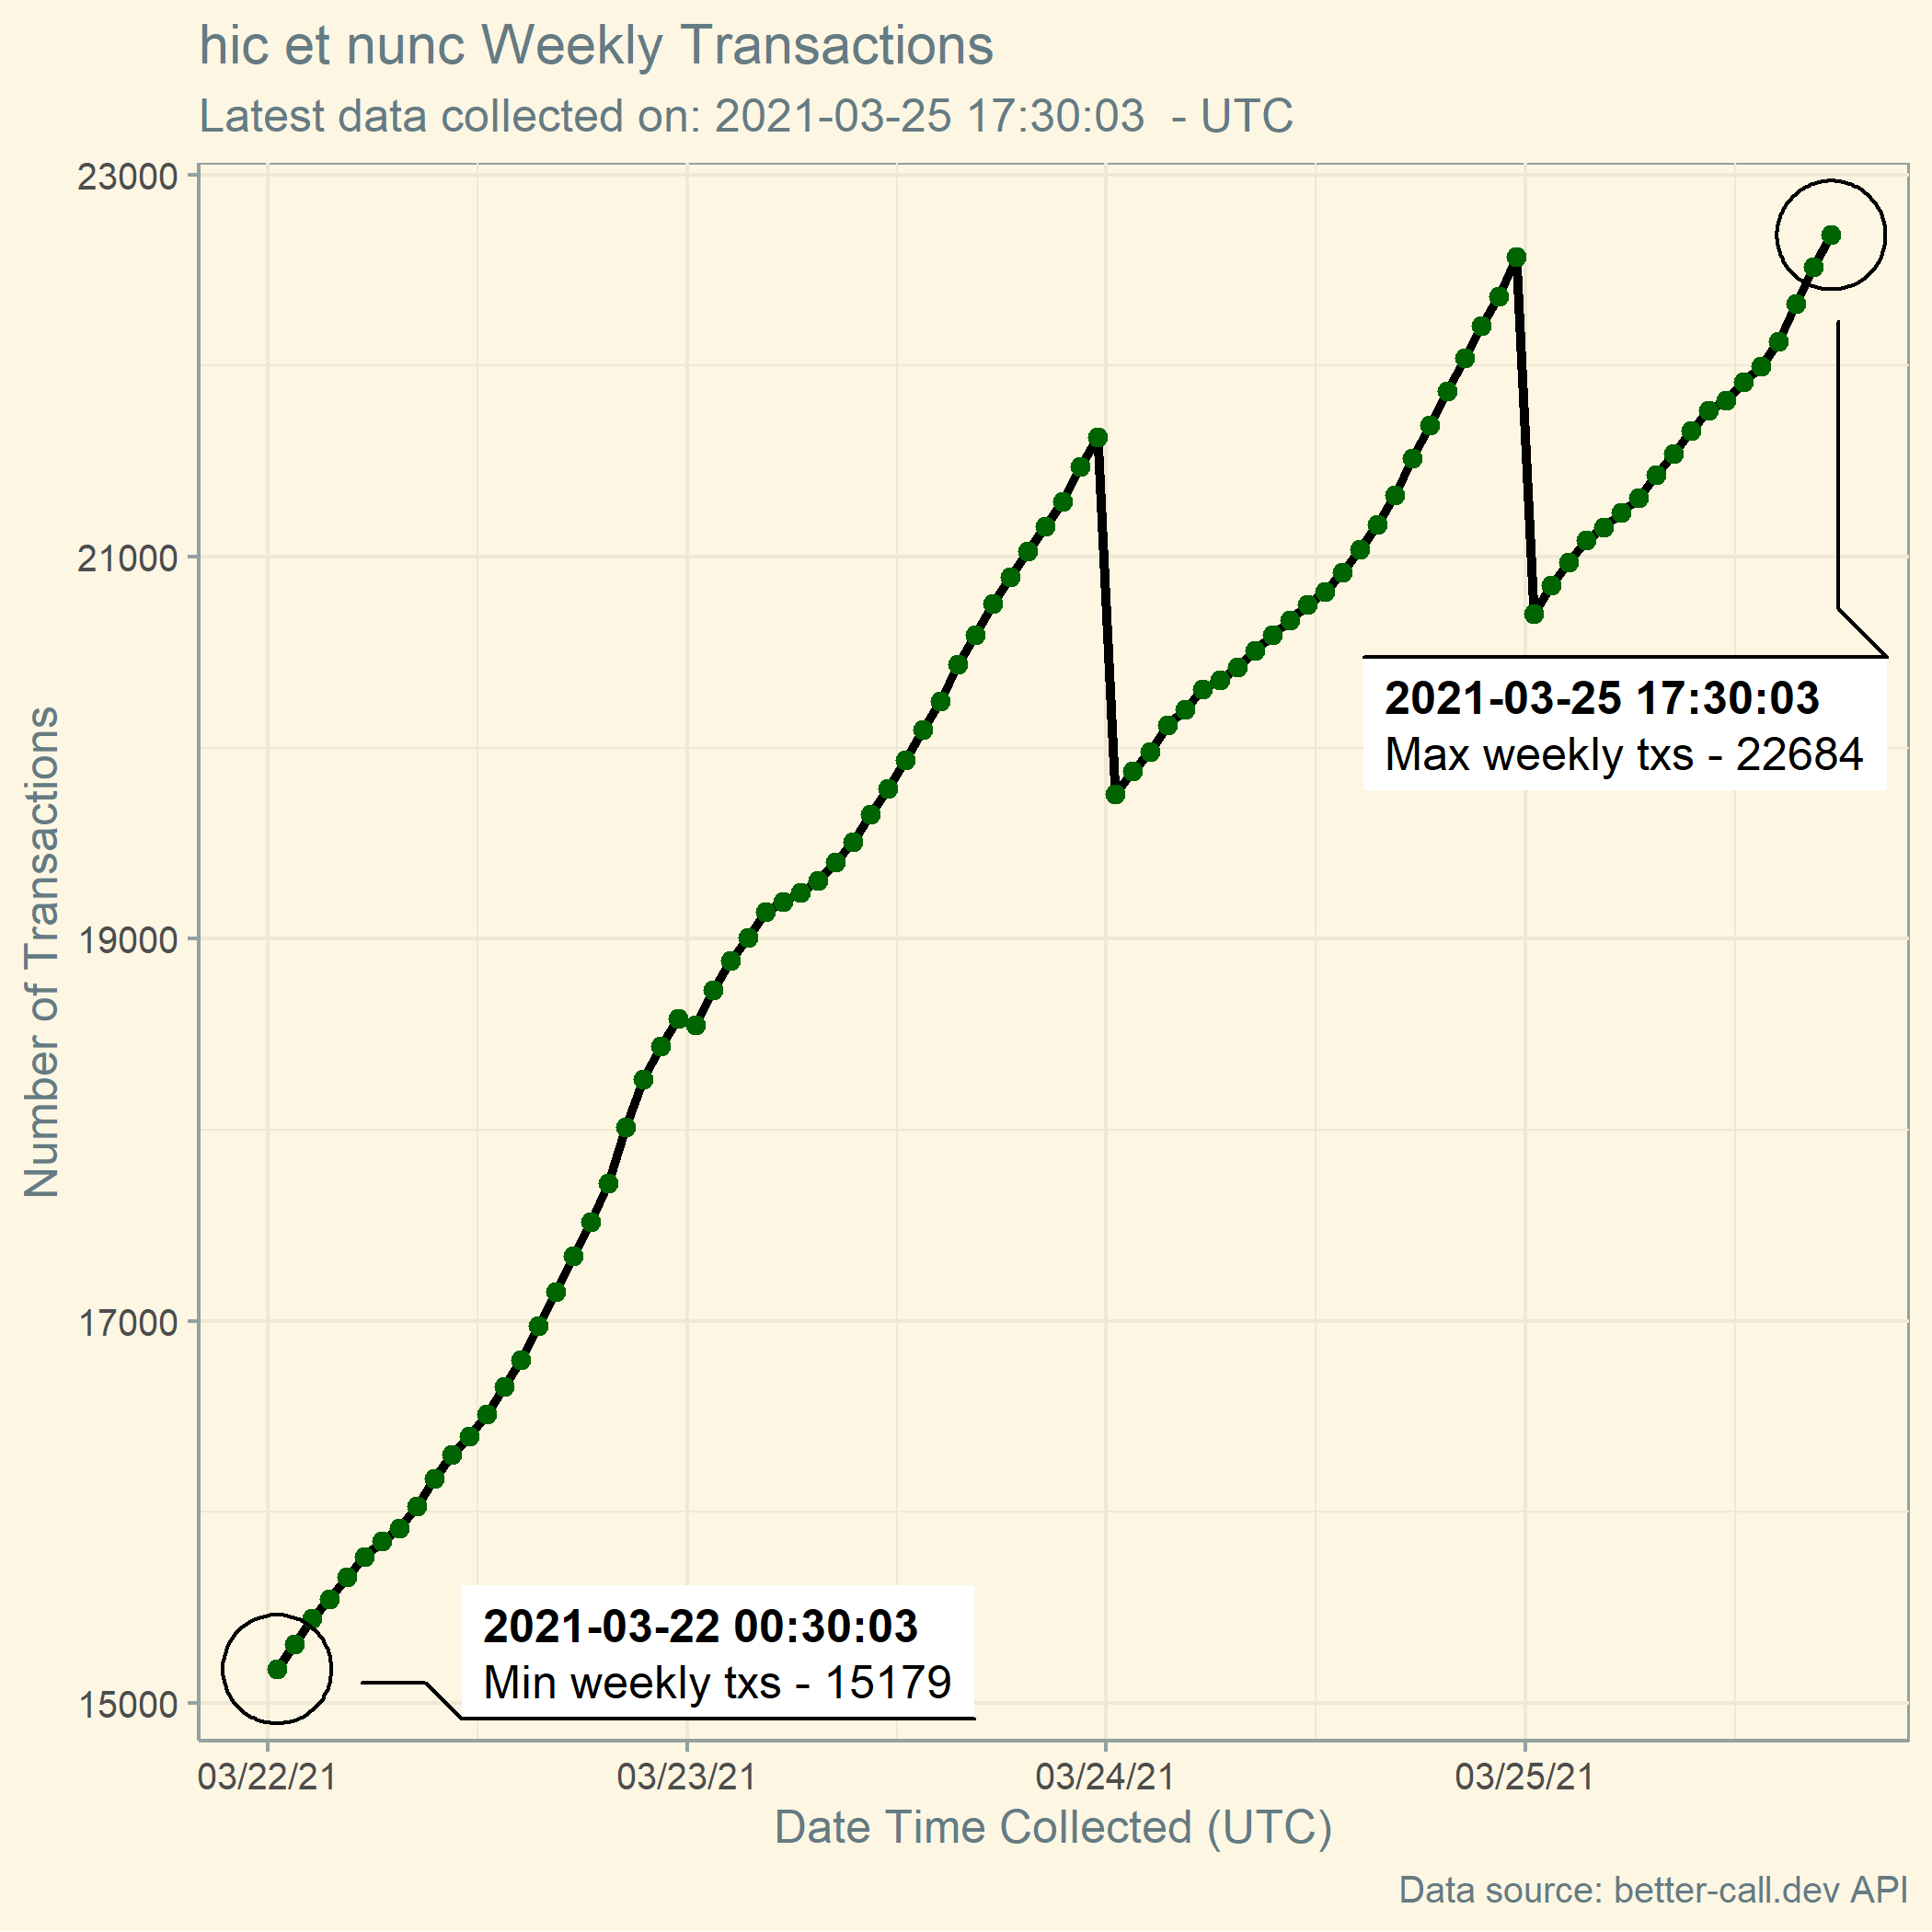 hic et nunc Weekly Transactions
Latest data collected on: 2021-03-25 17:30:03  - UTC
Number of Transactions
23000
21000
19000
17000
15000
2021-03-25 17:30:03
Max weekly txs - 22684
2021-03-22 00:30:03
Min weekly txs - 15179
03/22/21
03/23/21
03/24/21
03/25/21
Date Time Collected (UTC)
Data source: better-call.dev API